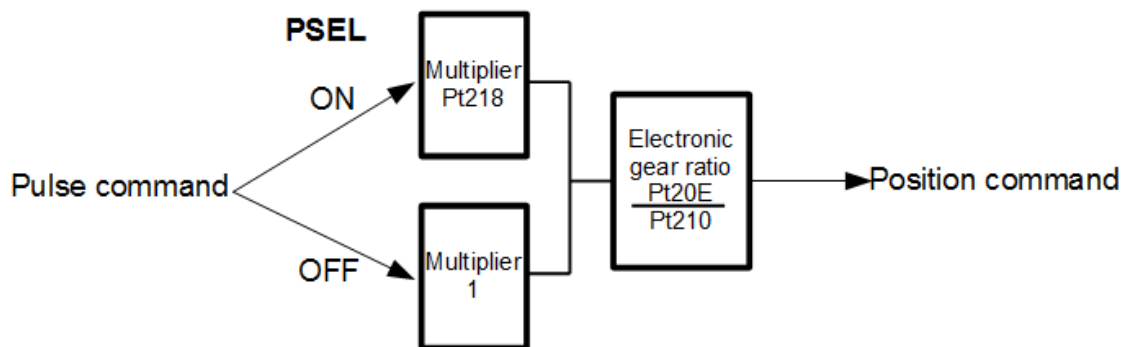 PSEL
Multiplier
Pt218
ON
Electronic
gear ratio
Pt20E
Pt210
Pulse command
Position command
OFF
Multiplier
1